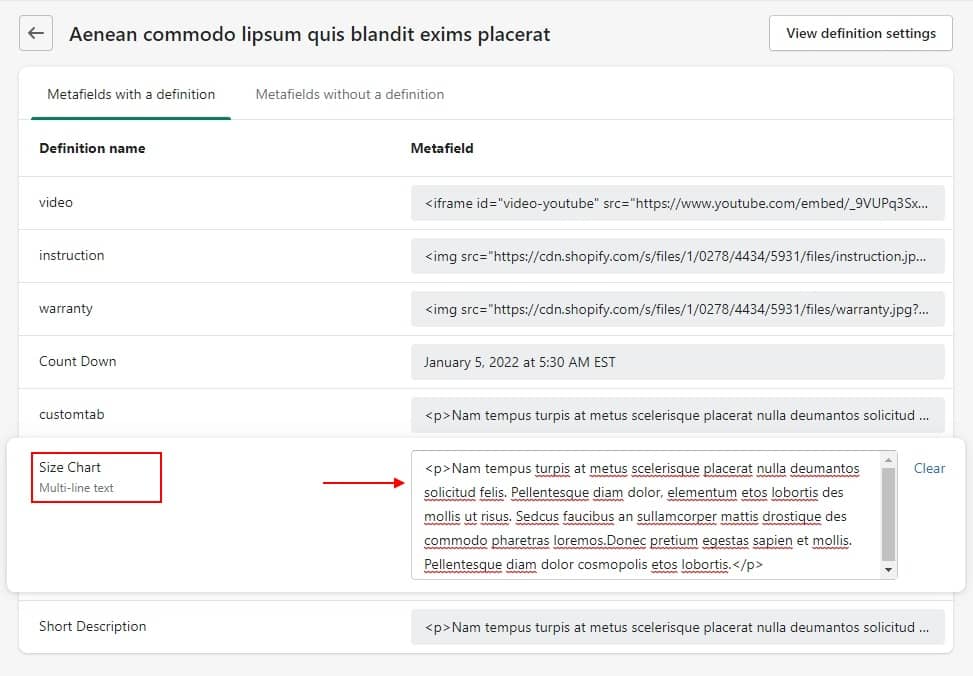 Aenean commodo lipsum quis blandit exims placerat
View definition settings
Metafields with a definition
Metafields without a definition
Definition name
Metafield
video
<iframe id="video-youtube" src="https://www.youtube.com/embed/_9VUPq3Sx...
instruction
<img src="https://cdn.shopify.com/s/files/1/0278/4434/5931/files/instruction.jp...
warranty
<img src="https://cdn.shopify.com/s/files/1/0278/4434/5931/files/warranty.jpg?...
Count Down
January 5, 2022 at 5:30 AM EST
customtab
<p>Nam tempus turpis at metus scelerisque placerat nulla deumantos solicitud ...
Size Chart
Multi-line text
<p>Nam tempus turpis at metus scelerisque placerat nulla deumantos
solicitud felis. Pellentesque diam dolor, elementum etos lobortis des
mollis ut risus. Sedcus faucibus an sullamcorper mattis drostique des
commodo pharetras loremos.Donec pretium egestas sapien et mollis.
Pellentesque diam dolor cosmopolis etos lobortis.</p>
Clear
Short Description
<p>Nam tempus turpis at metus scelerisque placerat nulla deumantos solicitud ...